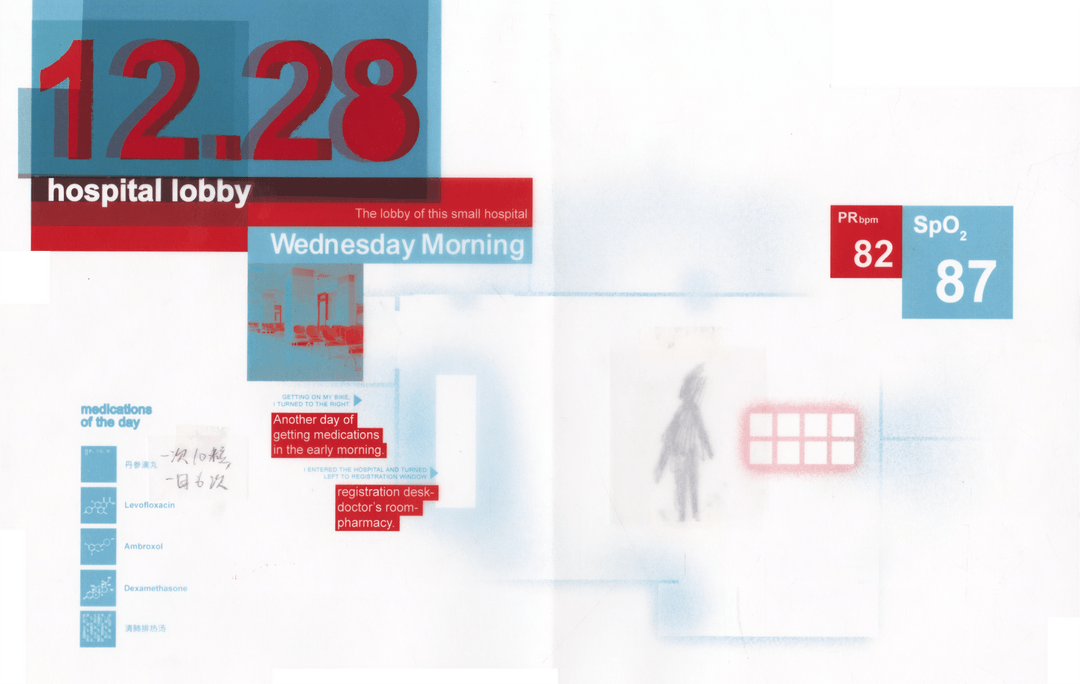 12.28
hospital lobby
The lobby of this small hospital
Wednesday Morning
PRbpm
82
SpO2
87
GETTING ON MY BIKE,
I TURNED TO THE RIGHT.
Another day of
getting medications
in the early morning.
I ENTERED THE HOSPITAL AND TURNED
LEFT TO REGISTRATION WINDOW.
registration desk-
doctor's room-
pharmacy.
medications
of the day
丹参滴丸
一次10粒,
一日6次
Levofloxacin
Ambroxol
Dexamethasone
清肺排热汤